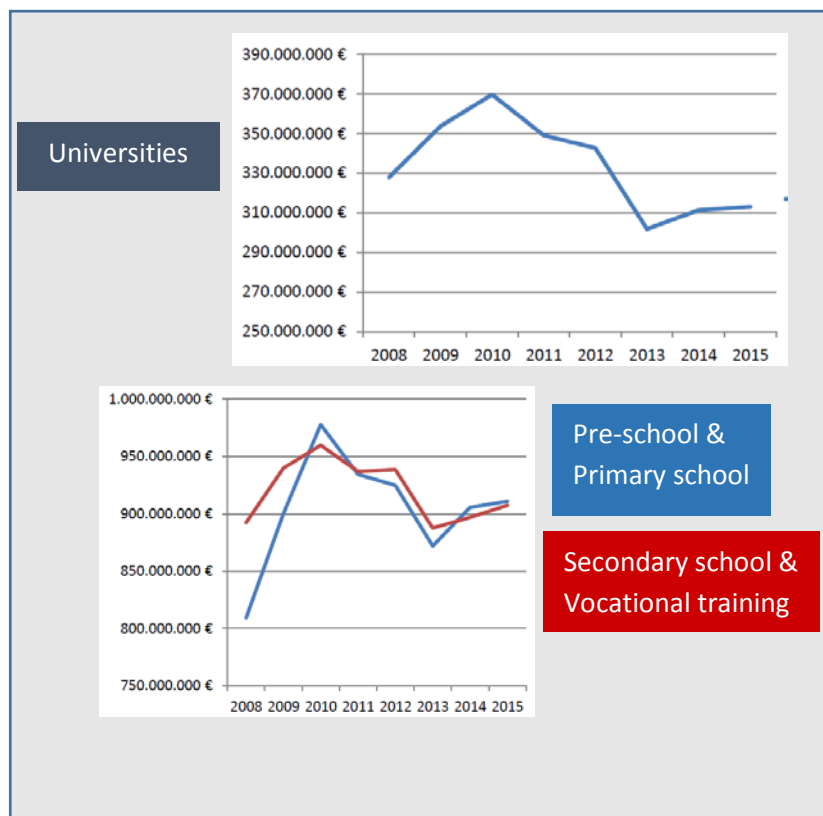 390.000.000 €
370.000.000 €
350.000.000 €
330.000.000 €
310.000.000 €
290.000.000 €
270.000.000 €
250.000.000 €
2008 2009 2010 2011 2012 2013 2014 2015
Universities
1.000.000.000 €
950.000.000 €
900.000.000 €
850.000.000 €
800.000.000 €
750.000.000 €
2008 2009 2010 2011 2012 2013 2014 2015
Pre-school &
Primary school
Secondary school &
Vocational training